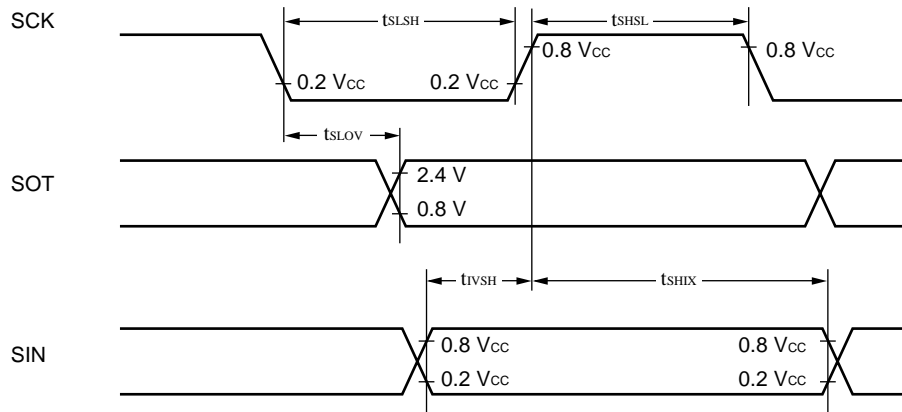 SCK
tSLSH
tSHSL
0.2 VCC
0.2 VCC
0.8 VCC
0.8 VCC
tSLOV
SOT
2.4 V
0.8 V
tIVSH
tSHIX
SIN
0.8 VCC
0.8 VCC
0.2 VCC
0.2 VCC